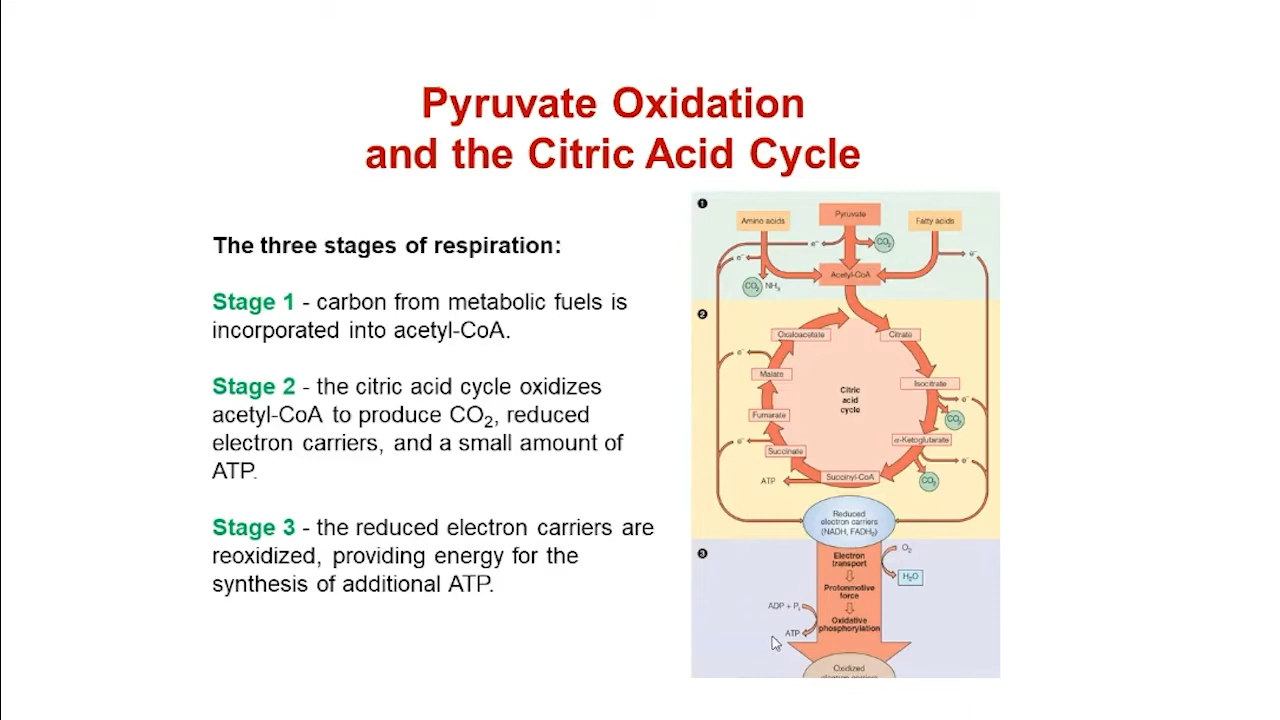 Pyruvate Oxidation
and the Citric Acid Cycle
The three stages of respiration:
Stage 1 - carbon from metabolic fuels is
incorporated into acetyl-CoA.
Stage 2 - the citric acid cycle oxidizes
acetyl-CoA to produce CO₂, reduced
electron carriers, and a small amount of
ATP.
Stage 3 - the reduced electron carriers are
reoxidized, providing energy for the
synthesis of additional ATP.
1
Amino acids
Pyruvate
Fatty acids
e⁻
CO₂
e⁻
e⁻
Acetyl-CoA
CO₂
NH₃
2
Oxaloacetate
Citrate
e⁻
Malate
Isocitrate
Citric
acid
cycle
e⁻
CO₂
Fumarate
α-Ketoglutarate
e⁻
Succinate
e⁻
ATP
Succinyl-CoA
CO₂
Reduced
electron carriers
(NADH, FADH₂)
3
Electron
transport
O₂
H₂O
Protonmotive
force
ADP + Pᵢ
Oxidative
phosphorylation
ATP
Oxidized
electron carriers